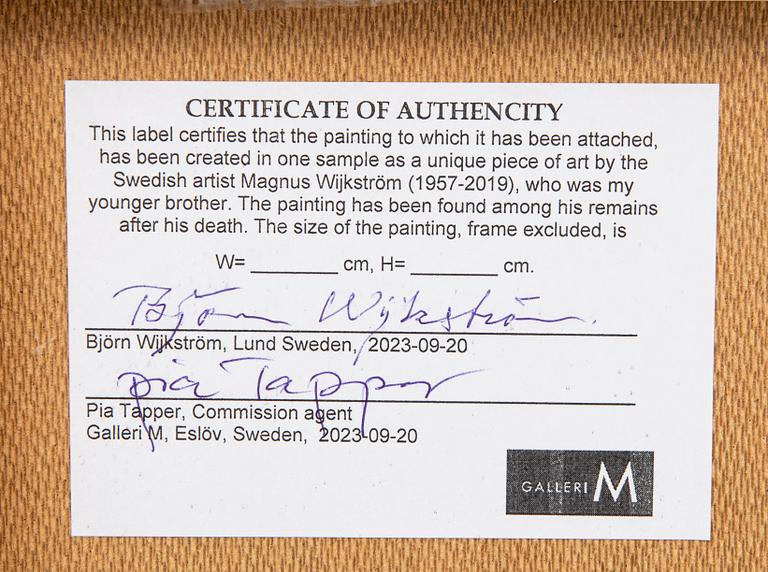 CERTIFICATE OF AUTHENCITY
This label certifies that the painting to which it has been attached,
has been created in one sample as a unique piece of art by the
Swedish artist Magnus Wijkström (1957-2019), who was my
younger brother. The painting has been found among his remains
after his death. The size of the painting, frame excluded, is
W= ________ cm, H= ________ cm.
Björn Wijkström.
Björn Wijkström, Lund Sweden, 2023-09-20
pia Tapper
Pia Tapper, Commission agent
Galleri M, Eslöv, Sweden, 2023-09-20
GALLERI M